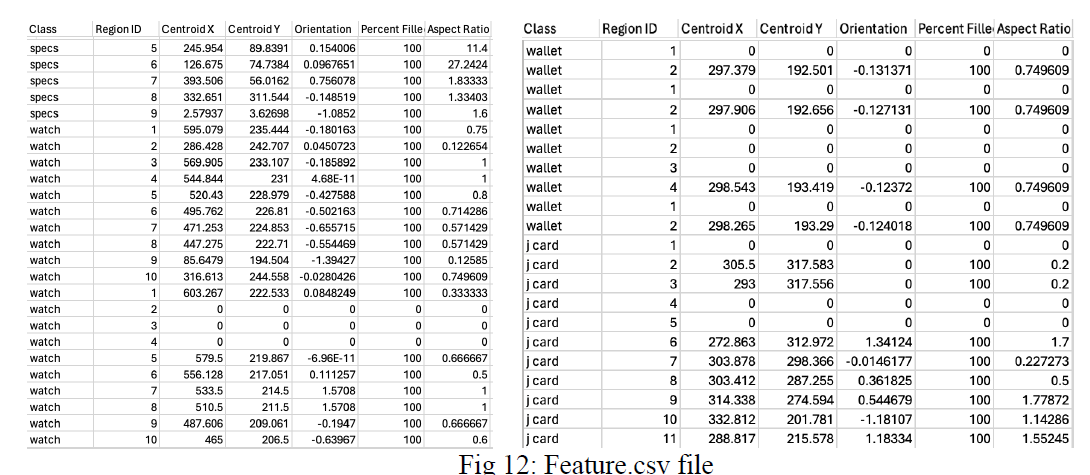 Class Region ID Centroid X Centroid Y Orientation Percent Fille Aspect Ratio
specs 5 245.954 89.8391 0.154006 100 11.4
specs 6 126.675 74.7384 0.0967651 100 27.2424
specs 7 393.506 56.0162 0.756078 100 1.83333
specs 8 332.651 311.544 -0.148519 100 1.33403
specs 9 2.57937 3.62698 -1.0852 100 1.6
watch 1 595.079 235.444 -0.180163 100 0.75
watch 2 286.428 242.707 0.0450723 100 0.122654
watch 3 569.905 233.107 -0.185892 100 1
watch 4 544.844 231 4.68E-11 100 1
watch 5 520.43 228.979 -0.427588 100 0.8
watch 6 495.762 226.81 -0.502163 100 0.714286
watch 7 471.253 224.853 -0.655715 100 0.571429
watch 8 447.275 222.71 -0.554469 100 0.571429
watch 9 85.6479 194.504 -1.39427 100 0.12585
watch 10 316.613 244.558 -0.0280426 100 0.749609
watch 1 603.267 222.533 0.0848249 100 0.333333
watch 2 0 0 0 0 0
watch 3 0 0 0 0 0
watch 4 0 0 0 0 0
watch 5 579.5 219.867 -6.96E-11 100 0.666667
watch 6 556.128 217.051 0.111257 100 0.5
watch 7 533.5 214.5 1.5708 100 1
watch 8 510.5 211.5 1.5708 100 1
watch 9 487.606 209.061 -0.1947 100 0.666667
watch 10 465 206.5 -0.63967 100 0.6
Class Region ID Centroid X Centroid Y Orientation Percent Fille Aspect Ratio
wallet 1 0 0 0 0 0
wallet 2 297.379 192.501 -0.131371 100 0.749609
wallet 1 0 0 0 0 0
wallet 2 297.906 192.656 -0.127131 100 0.749609
wallet 1 0 0 0 0 0
wallet 2 0 0 0 0 0
wallet 3 0 0 0 0 0
wallet 4 298.543 193.419 -0.12372 100 0.749609
wallet 1 0 0 0 0 0
wallet 2 298.265 193.29 -0.124018 100 0.749609
j card 1 0 0 0 0 0
j card 2 305.5 317.583 0 100 0.2
j card 3 293 317.556 0 100 0.2
j card 4 0 0 0 0 0
j card 5 0 0 0 0 0
j card 6 272.863 312.972 1.34124 100 1.7
j card 7 303.878 298.366 -0.0146177 100 0.227273
j card 8 303.412 287.255 0.361825 100 0.5
j card 9 314.338 274.594 0.544679 100 1.77872
j card 10 332.812 201.781 -1.18107 100 1.14286
j card 11 288.817 215.578 1.18334 100 1.55245
Fig 12: Feature.csv file